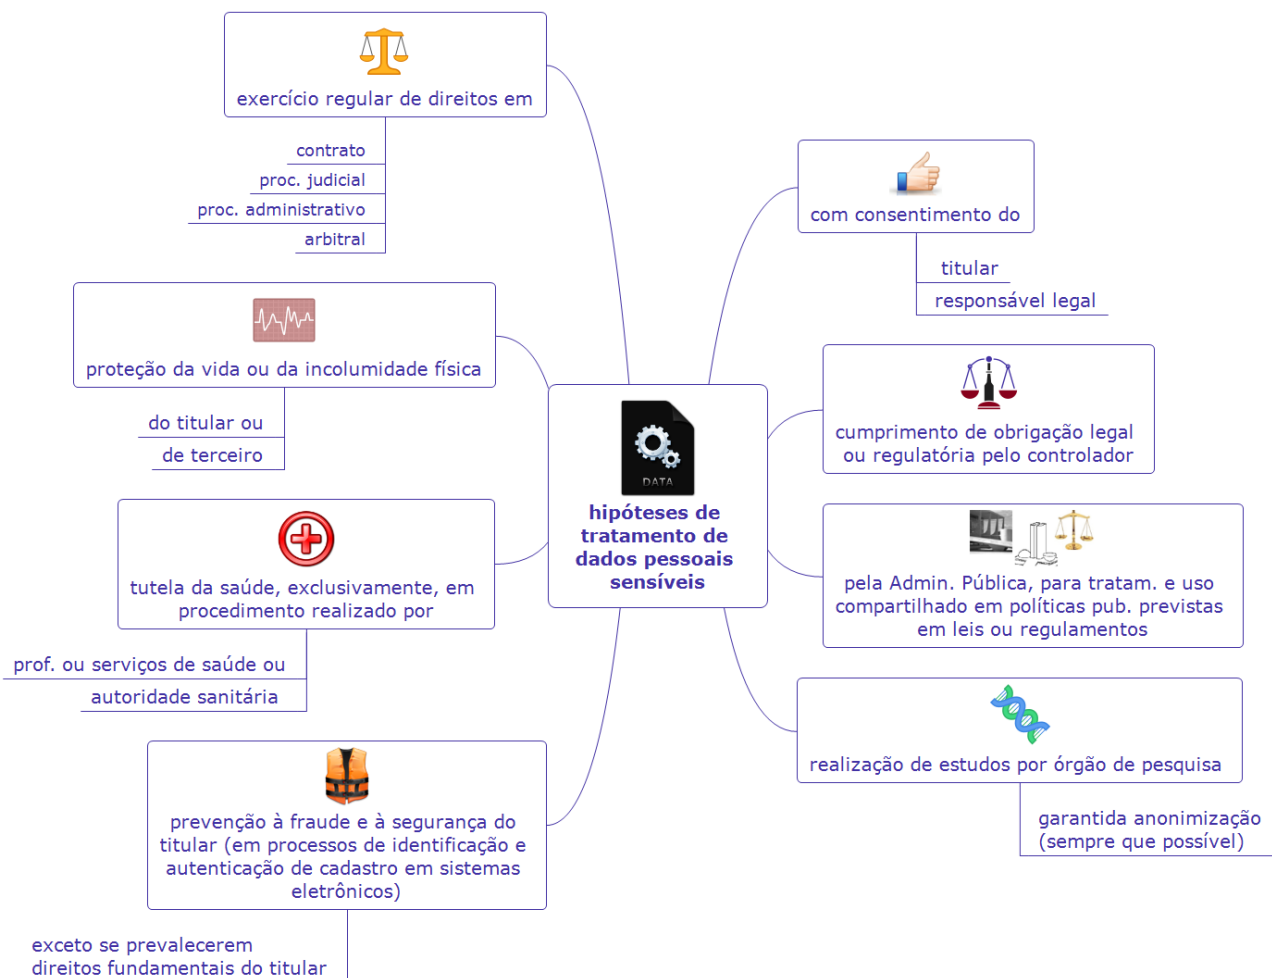 exercício regular de direitos em
contrato
proc. judicial
proc. administrativo
arbitral
com consentimento do
titular
responsável legal
proteção da vida ou da incolumidade física
do titular ou
de terceiro
cumprimento de obrigação legal
ou regulatória pelo controlador
DATA
hipóteses de
tratamento de
dados pessoais
sensíveis
tutela da saúde, exclusivamente, em
procedimento realizado por
prof. ou serviços de saúde ou
autoridade sanitária
pela Admin. Pública, para tratam. e uso
compartilhado em políticas pub. previstas
em leis ou regulamentos
realização de estudos por órgão de pesquisa
garantida anonimização
(sempre que possível)
prevenção à fraude e à segurança do
titular (em processos de identificação e
autenticação de cadastro em sistemas
eletrônicos)
exceto se prevalecerem
direitos fundamentais do titular